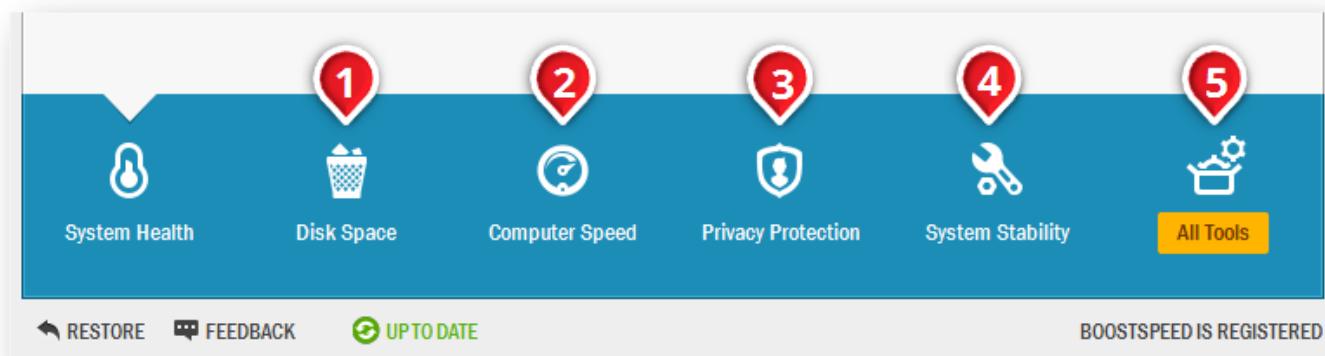 1 2 3 4 5
System Health Disk Space Computer Speed Privacy Protection System Stability All Tools
RESTORE FEEDBACK UP TO DATE BOOSTSPEED IS REGISTERED